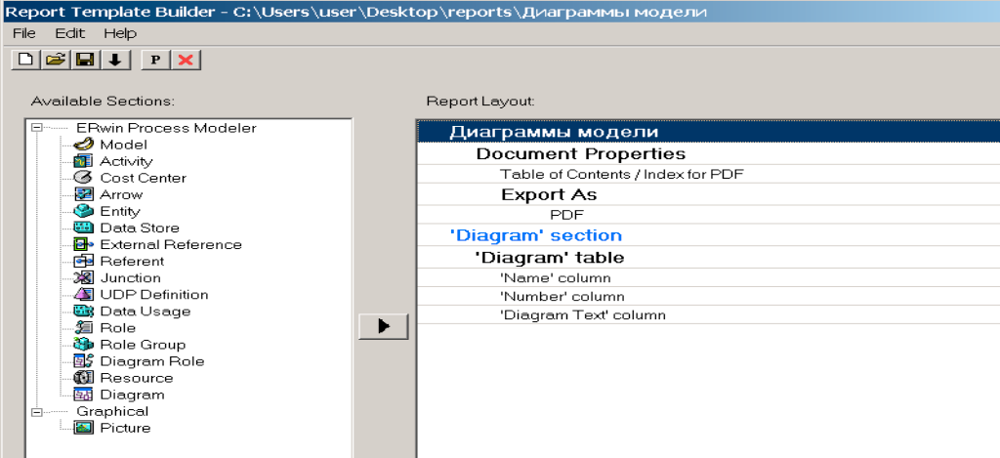 Report Template Builder - C:\Users\user\Desktop\reports\Диаграммы модели
File Edit Help
P
Available Sections:
ERwin Process Modeler
Model
Activity
Cost Center
Arrow
Entity
Data Store
External Reference
Referent
Junction
UDP Definition
Data Usage
Role
Role Group
Diagram Role
Resource
Diagram
Graphical
Picture
Report Layout:
Диаграммы модели
Document Properties
Table of Contents / Index for PDF
Export As
PDF
'Diagram' section
'Diagram' table
'Name' column
'Number' column
'Diagram Text' column